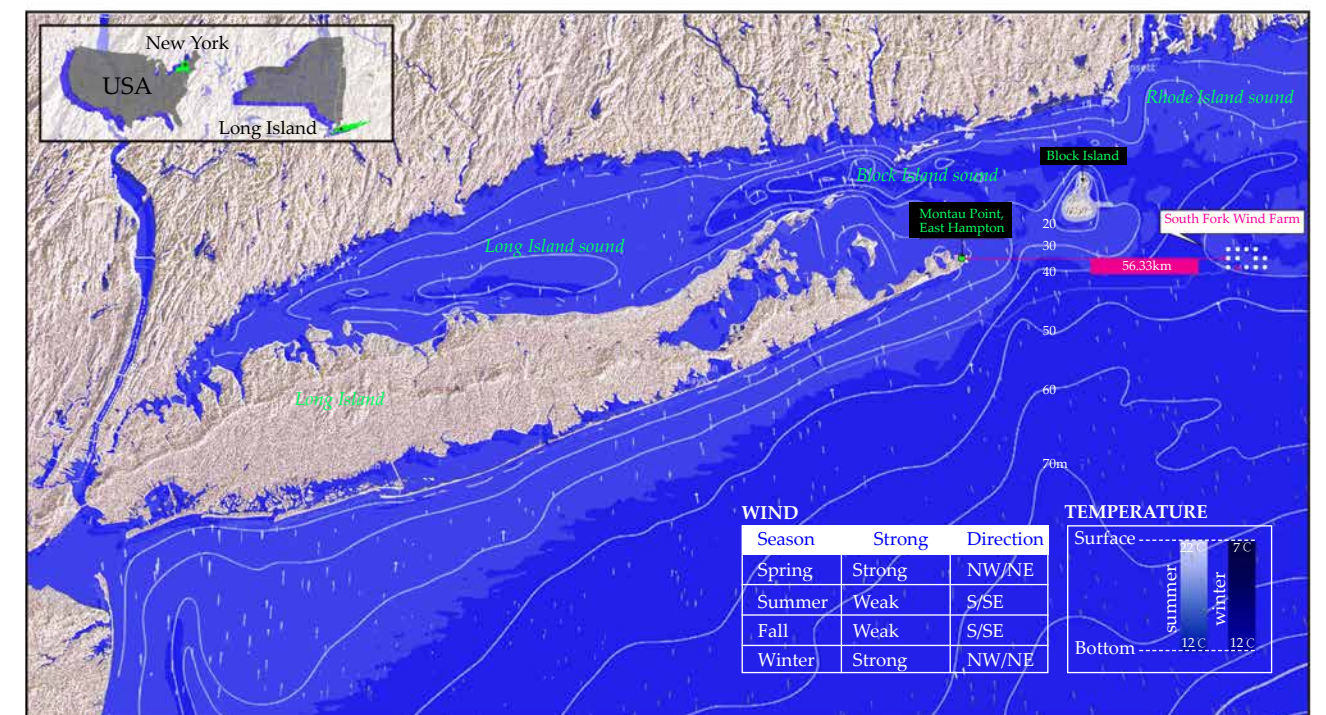 New York
USA
Long Island
Rhode Island sound
Block Island
Block Island sound
Montau Point,
East Hampton
South Fork Wind Farm
20
30
40
56.33km
Long Island sound
50
60
Long Island
70m
WIND
Season Strong Direction
Spring Strong NW/NE
Summer Weak S/SE
Fall Weak S/SE
Winter Strong NW/NE
TEMPERATURE
Surface
22 C 7 C
summer
winter
Bottom
12 C 12 C